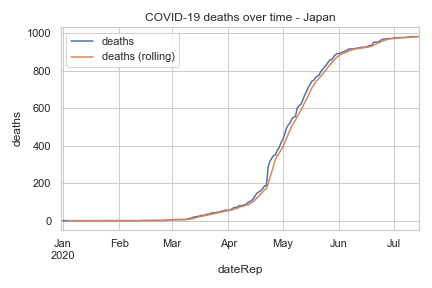 COVID-19 deaths over time - Japan
1000
800
600
400
200
0
deaths
deaths
deaths (rolling)
Jan Feb Mar Apr May Jun Jul
2020
dateRep